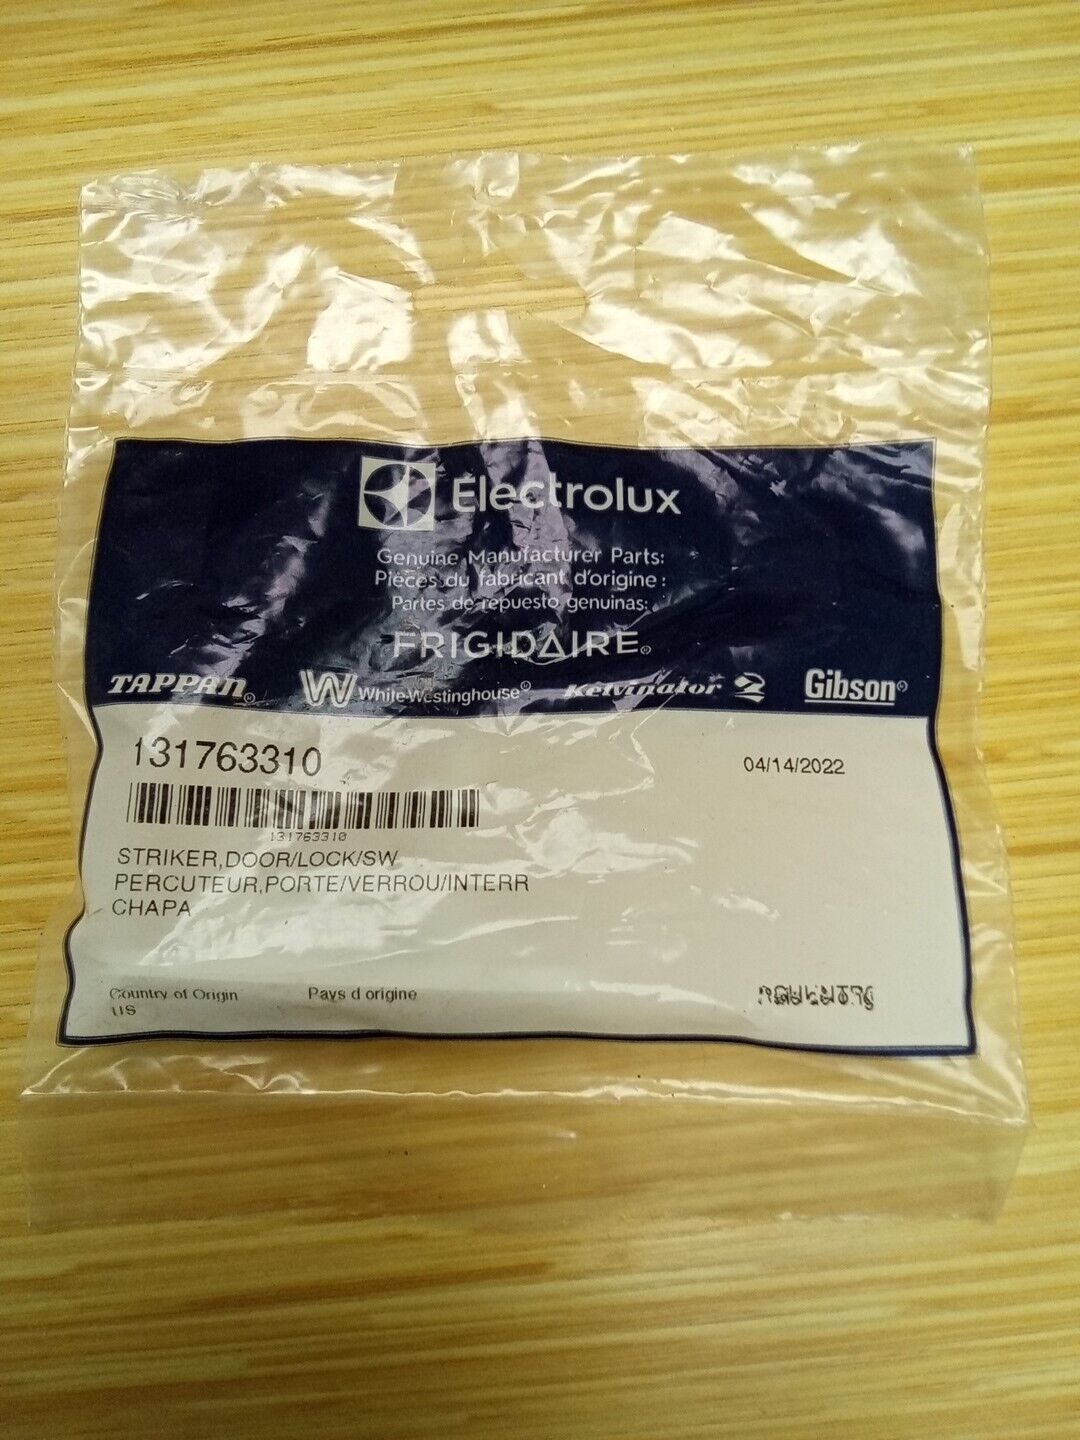 Electrolux
Genuine Manufacturer Parts:
Pièces du fabricant d'origine :
Partes de repuesto genuinas:
FRIGIDAIRE®
TAPPAN® White-Westinghouse® Kelvinator Gibson®
131763310 04/14/2022
131763310
STRIKER,DOOR/LOCK/SW
PERCUTEUR,PORTE/VERROU/INTERR
CHAPA
Country of Origin Pays d origine
US